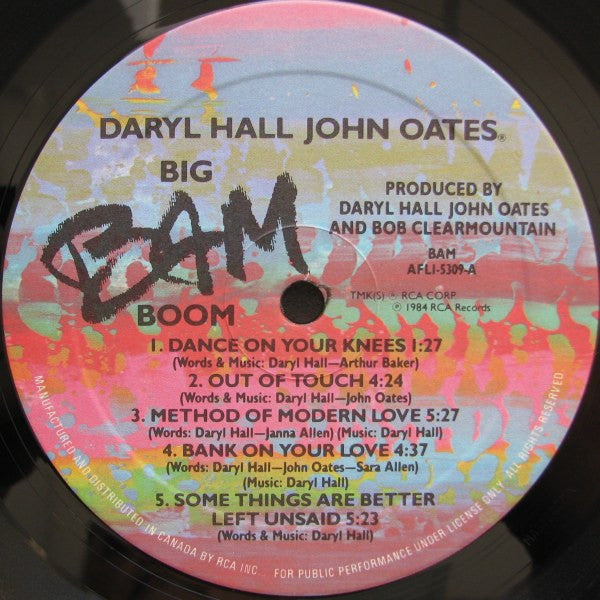 DARYL HALL JOHN OATES®
BIG
BAM
BOOM
PRODUCED BY
DARYL HALL JOHN OATES
AND BOB CLEARMOUNTAIN
BAM
AFL1-5309-A
TMK(S) ® RCA CORP.
℗ 1984 RCA Records
1. DANCE ON YOUR KNEES 1:27
(Words & Music: Daryl Hall—Arthur Baker)
2. OUT OF TOUCH 4:24
(Words & Music: Daryl Hall—John Oates)
3. METHOD OF MODERN LOVE 5:27
(Words: Daryl Hall—Janna Allen) (Music: Daryl Hall)
4. BANK ON YOUR LOVE 4:37
(Words: Daryl Hall—John Oates—Sara Allen)
(Music: Daryl Hall)
5. SOME THINGS ARE BETTER
LEFT UNSAID 5:23
(Words & Music: Daryl Hall)
MANUFACTURED AND DISTRIBUTED IN CANADA BY RCA INC. FOR PUBLIC PERFORMANCE UNDER LICENSE ONLY. ALL RIGHTS RESERVED